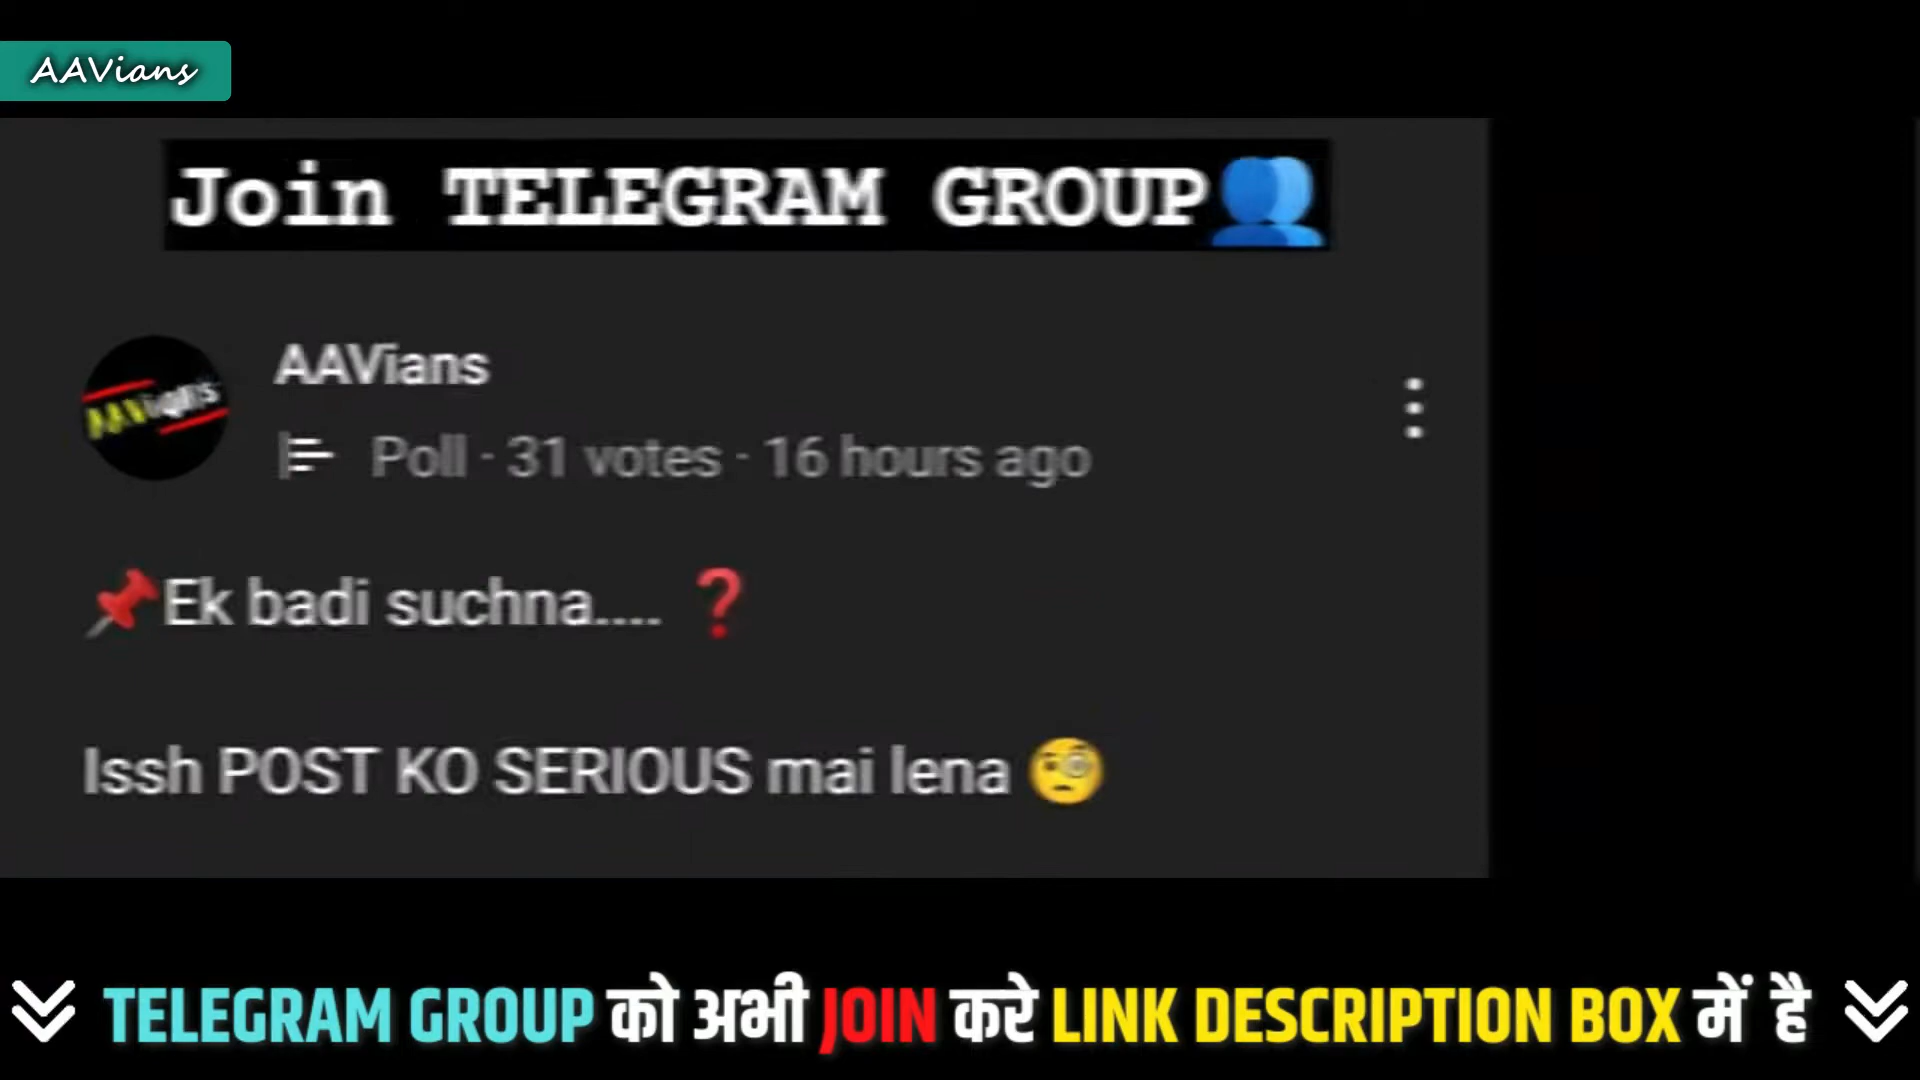 AAVians
Join TELEGRAM GROUP👥
AAVians
AAVians
Poll · 31 votes · 16 hours ago
📌Ek badi suchna.... ❓
Issh POST KO SERIOUS mai lena 🧐
TELEGRAM GROUP को अभी JOIN करे LINK DESCRIPTION BOX में है